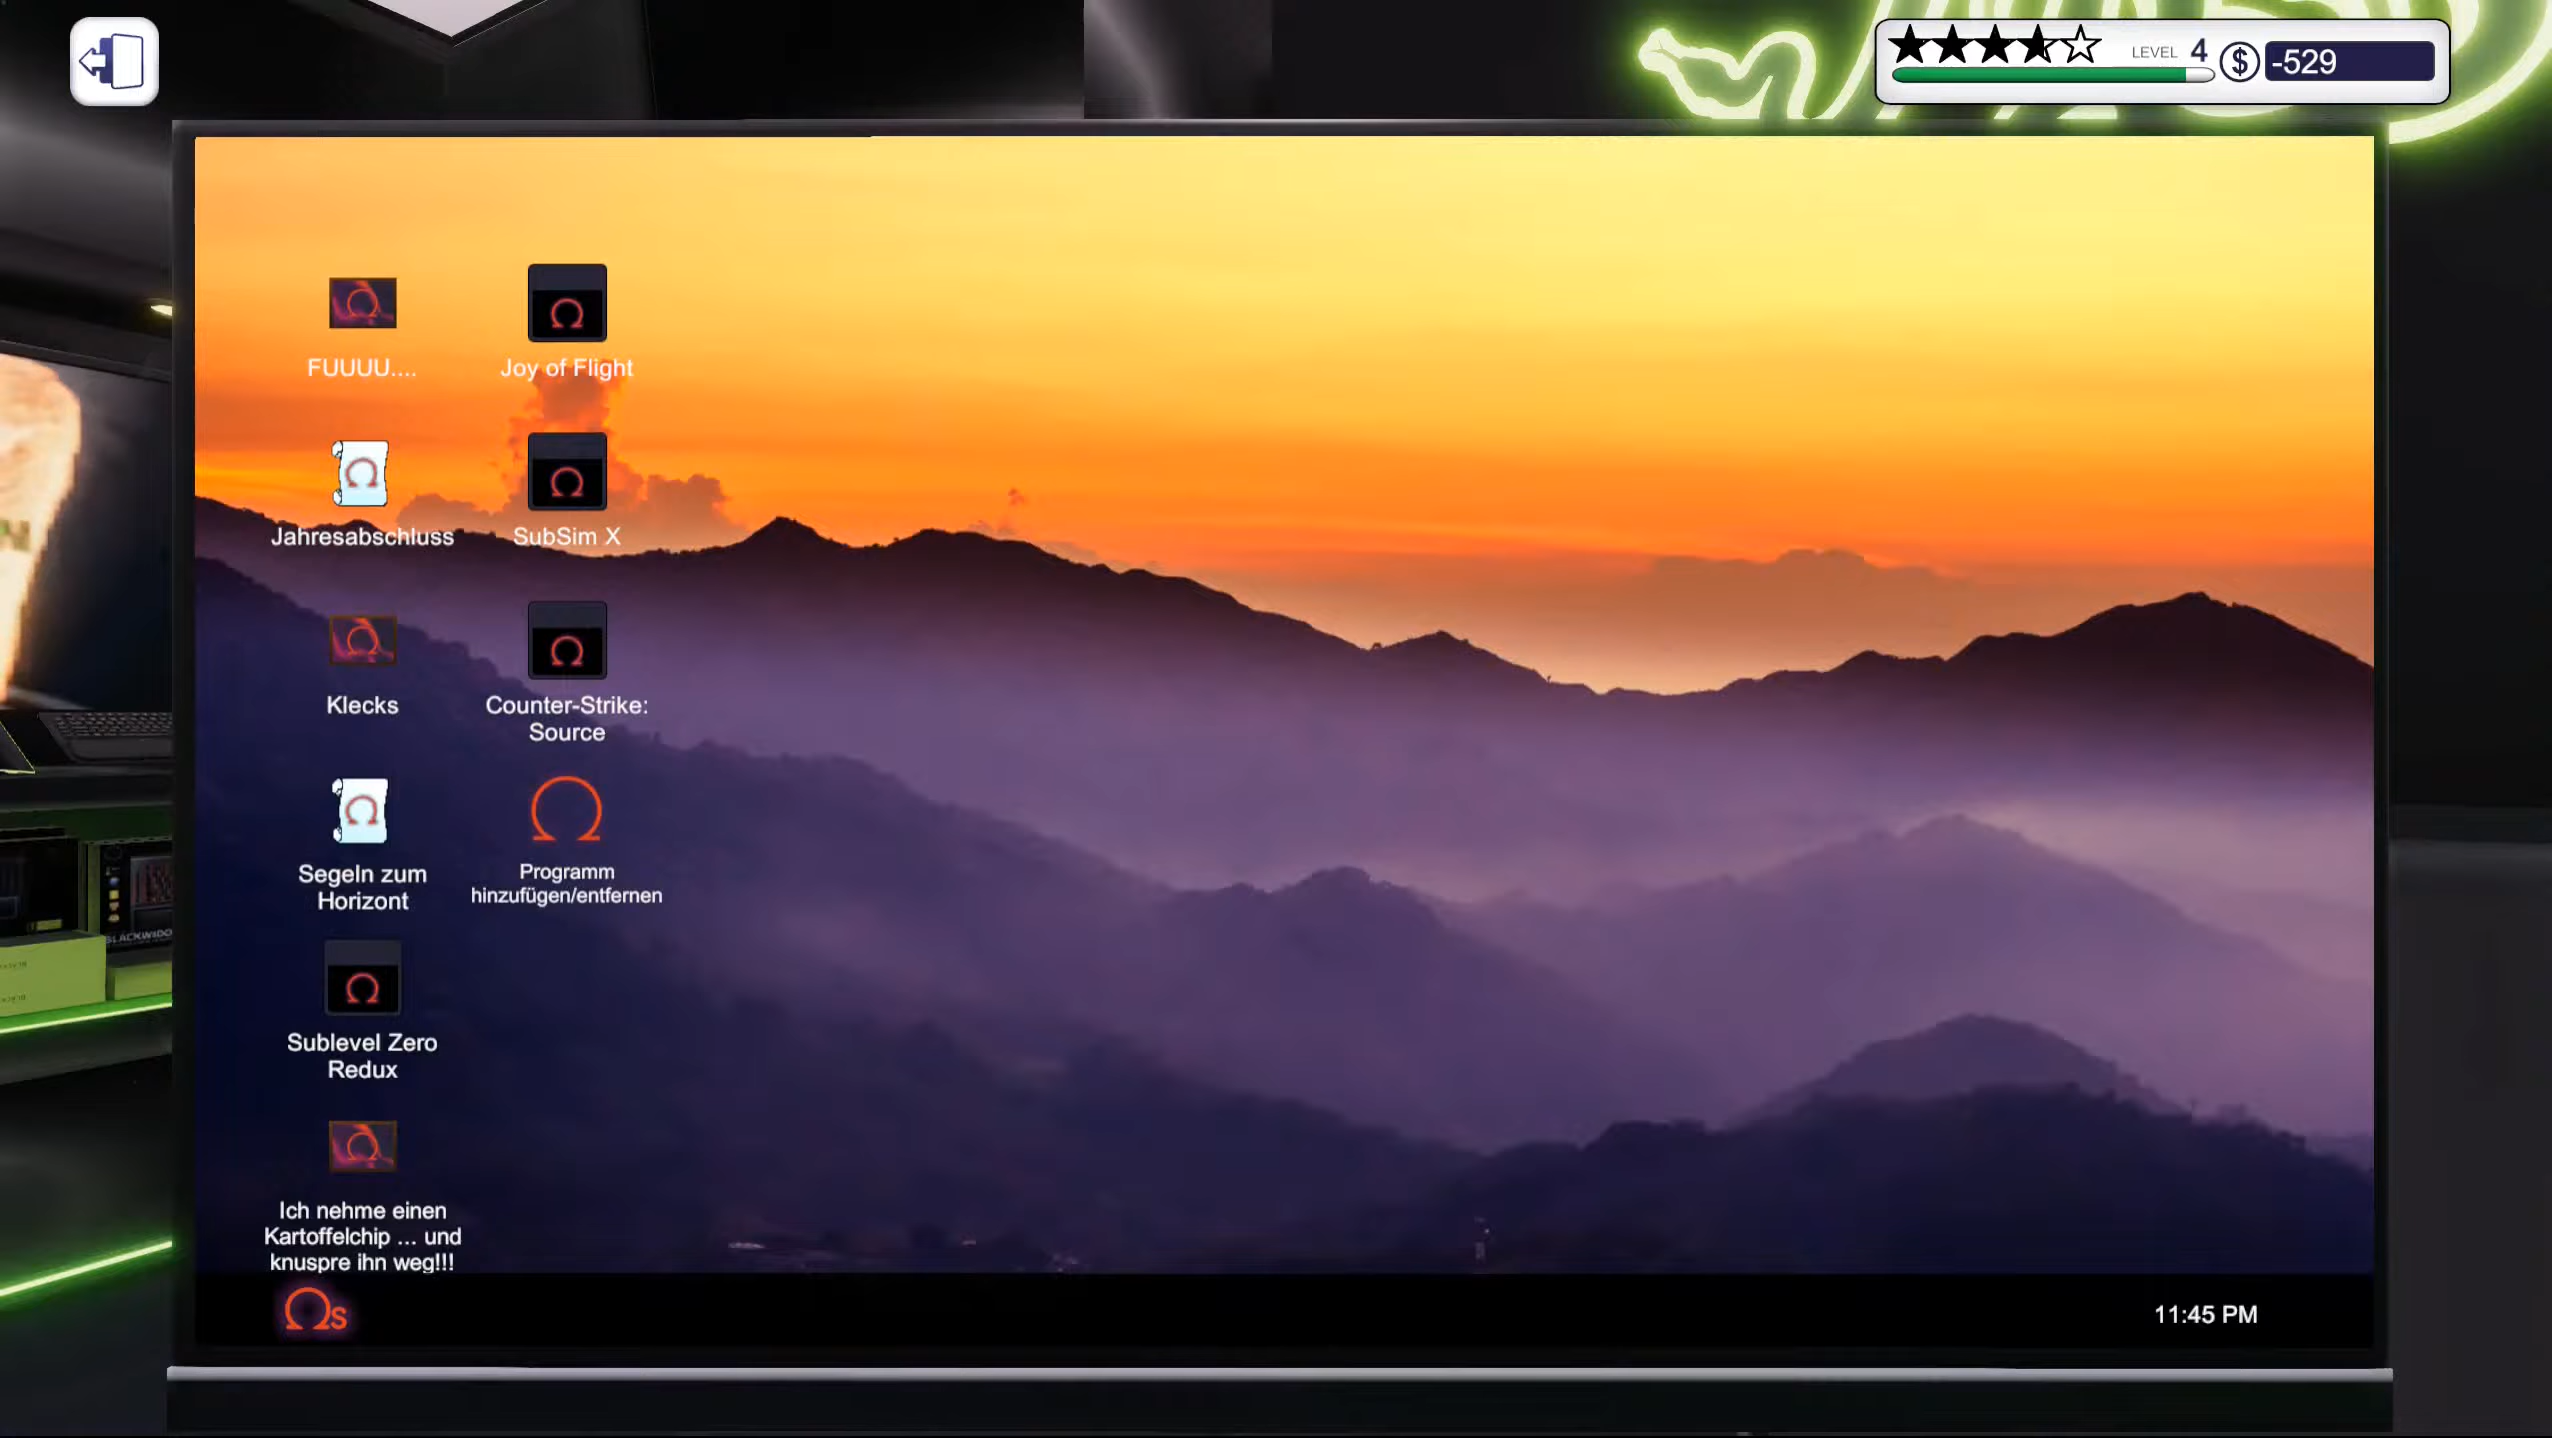 LEVEL 4
-529
FUUUU....
Joy of Flight
Jahresabschluss
SubSim X
Klecks
Counter-Strike:
Source
Segeln zum
Horizont
Programm
hinzufügen/entfernen
Sublevel Zero
Redux
Ich nehme einen
Kartoffelchip ... und
knuspre ihn weg!!!
Ωs
11:45 PM